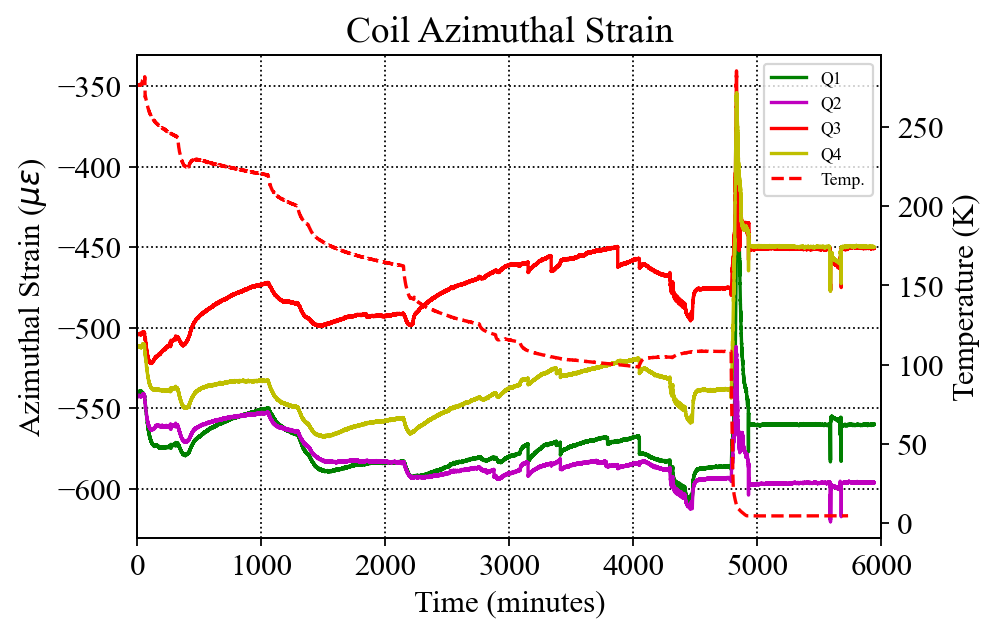 Coil Azimuthal Strain
Azimuthal Strain (με)
−350
−400
−450
−500
−550
−600
Q1
Q2
Q3
Q4
Temp.
250
200
150
100
50
0
Temperature (K)
0 1000 2000 3000 4000 5000 6000
Time (minutes)